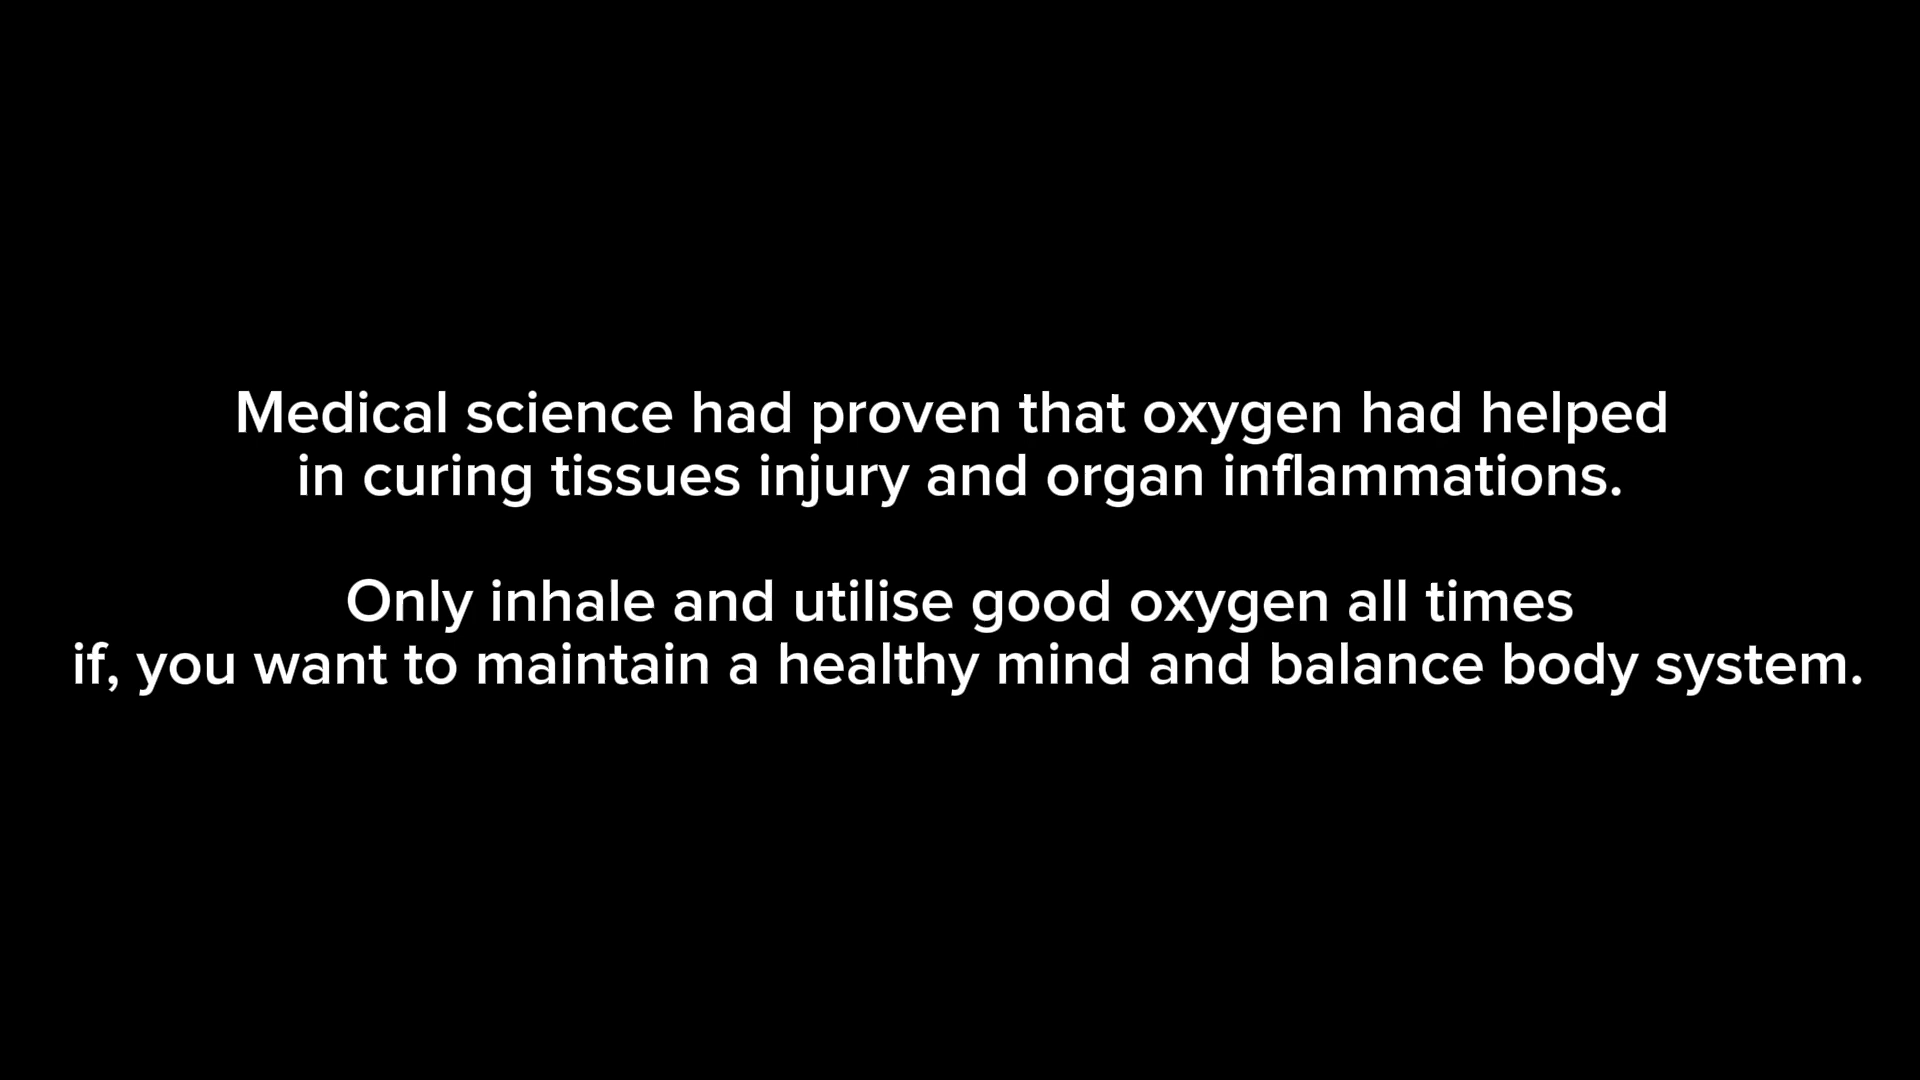 Medical science had proven that oxygen had helped
in curing tissues injury and organ inflammations.
Only inhale and utilise good oxygen all times
if, you want to maintain a healthy mind and balance body system.